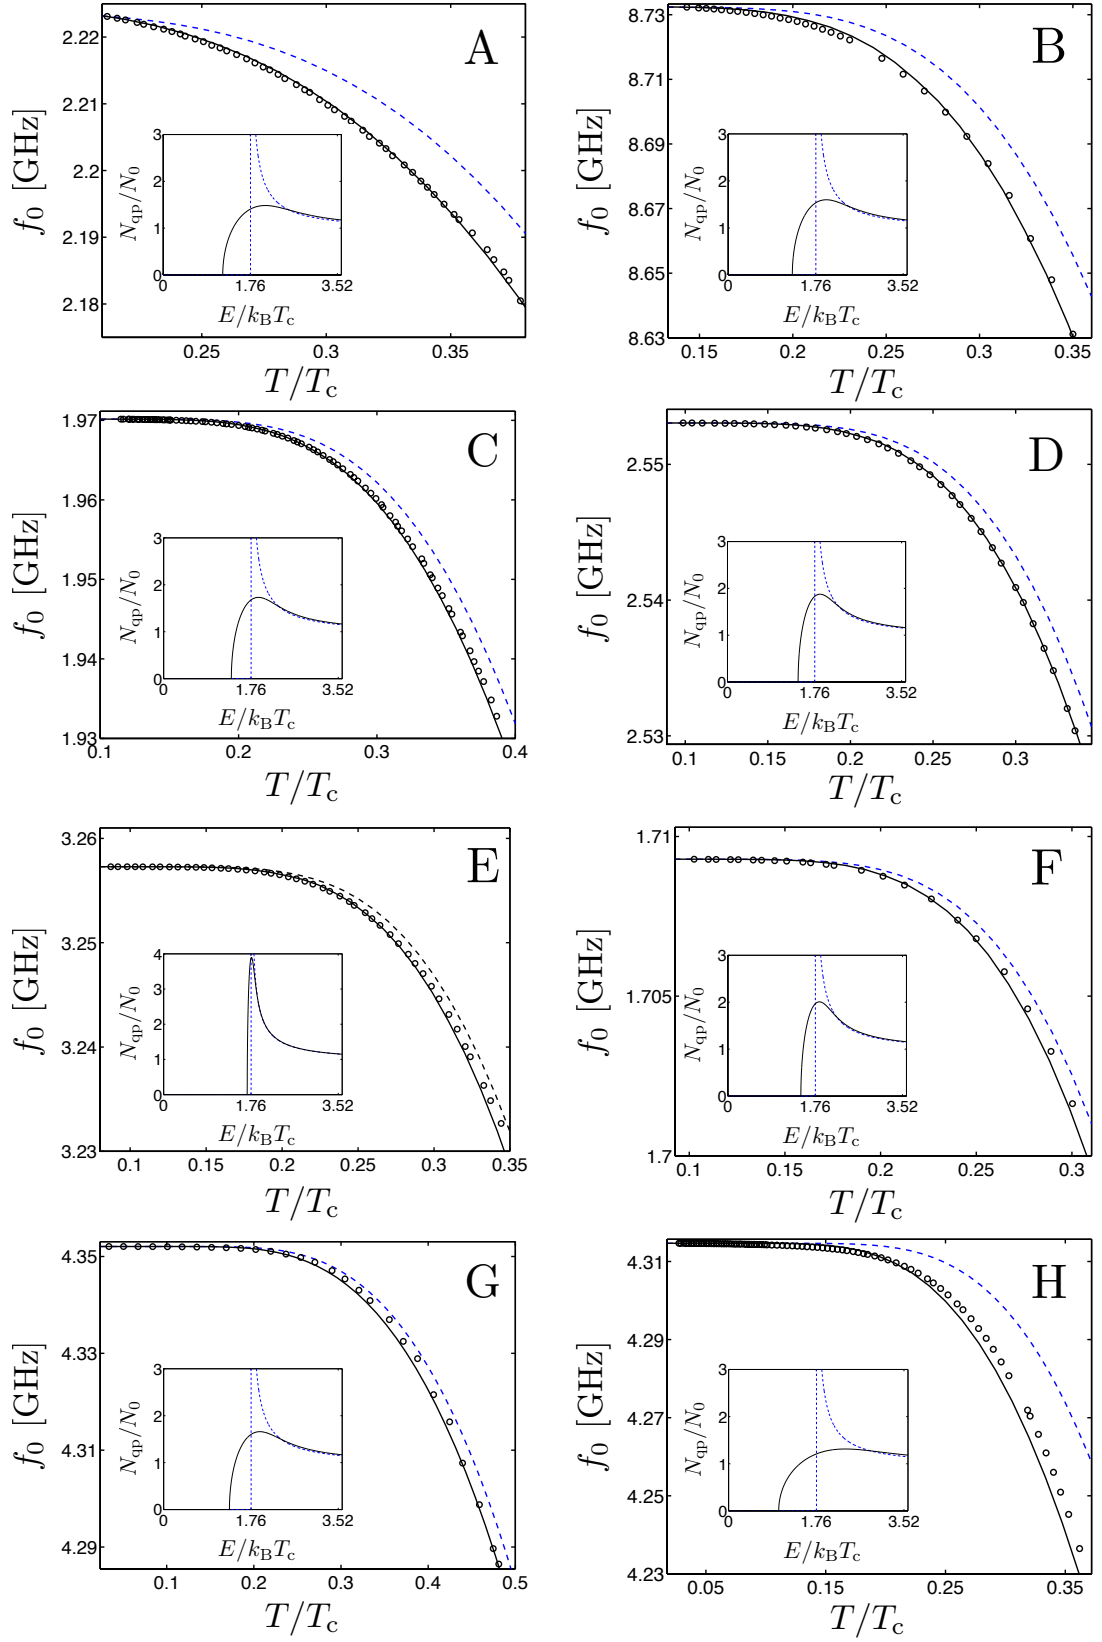 A
f₀ [GHz]
2.22
2.21
2.2
2.19
2.18
0.25 0.3 0.35
T/Tc
Nqp/N0
3
2
1
0
0 1.76 3.52
E/kBTc
B
f₀ [GHz]
8.73
8.71
8.69
8.67
8.65
8.63
0.15 0.2 0.25 0.3 0.35
T/Tc
Nqp/N0
3
2
1
0
0 1.76 3.52
E/kBTc
C
f₀ [GHz]
1.97
1.96
1.95
1.94
1.93
0.1 0.2 0.3 0.4
T/Tc
Nqp/N0
3
2
1
0
0 1.76 3.52
E/kBTc
D
f₀ [GHz]
2.55
2.54
2.53
0.1 0.15 0.2 0.25 0.3
T/Tc
Nqp/N0
3
2
1
0
0 1.76 3.52
E/kBTc
E
f₀ [GHz]
3.26
3.25
3.24
3.23
0.1 0.15 0.2 0.25 0.3 0.35
T/Tc
Nqp/N0
4
3
2
1
0
0 1.76 3.52
E/kBTc
F
f₀ [GHz]
1.71
1.705
1.7
0.1 0.15 0.2 0.25 0.3
T/Tc
Nqp/N0
3
2
1
0
0 1.76 3.52
E/kBTc
G
f₀ [GHz]
4.35
4.33
4.31
4.29
0.1 0.2 0.3 0.4 0.5
T/Tc
Nqp/N0
3
2
1
0
0 1.76 3.52
E/kBTc
H
f₀ [GHz]
4.31
4.29
4.27
4.25
4.23
0.05 0.15 0.25 0.35
T/Tc
Nqp/N0
3
2
1
0
0 1.76 3.52
E/kBTc